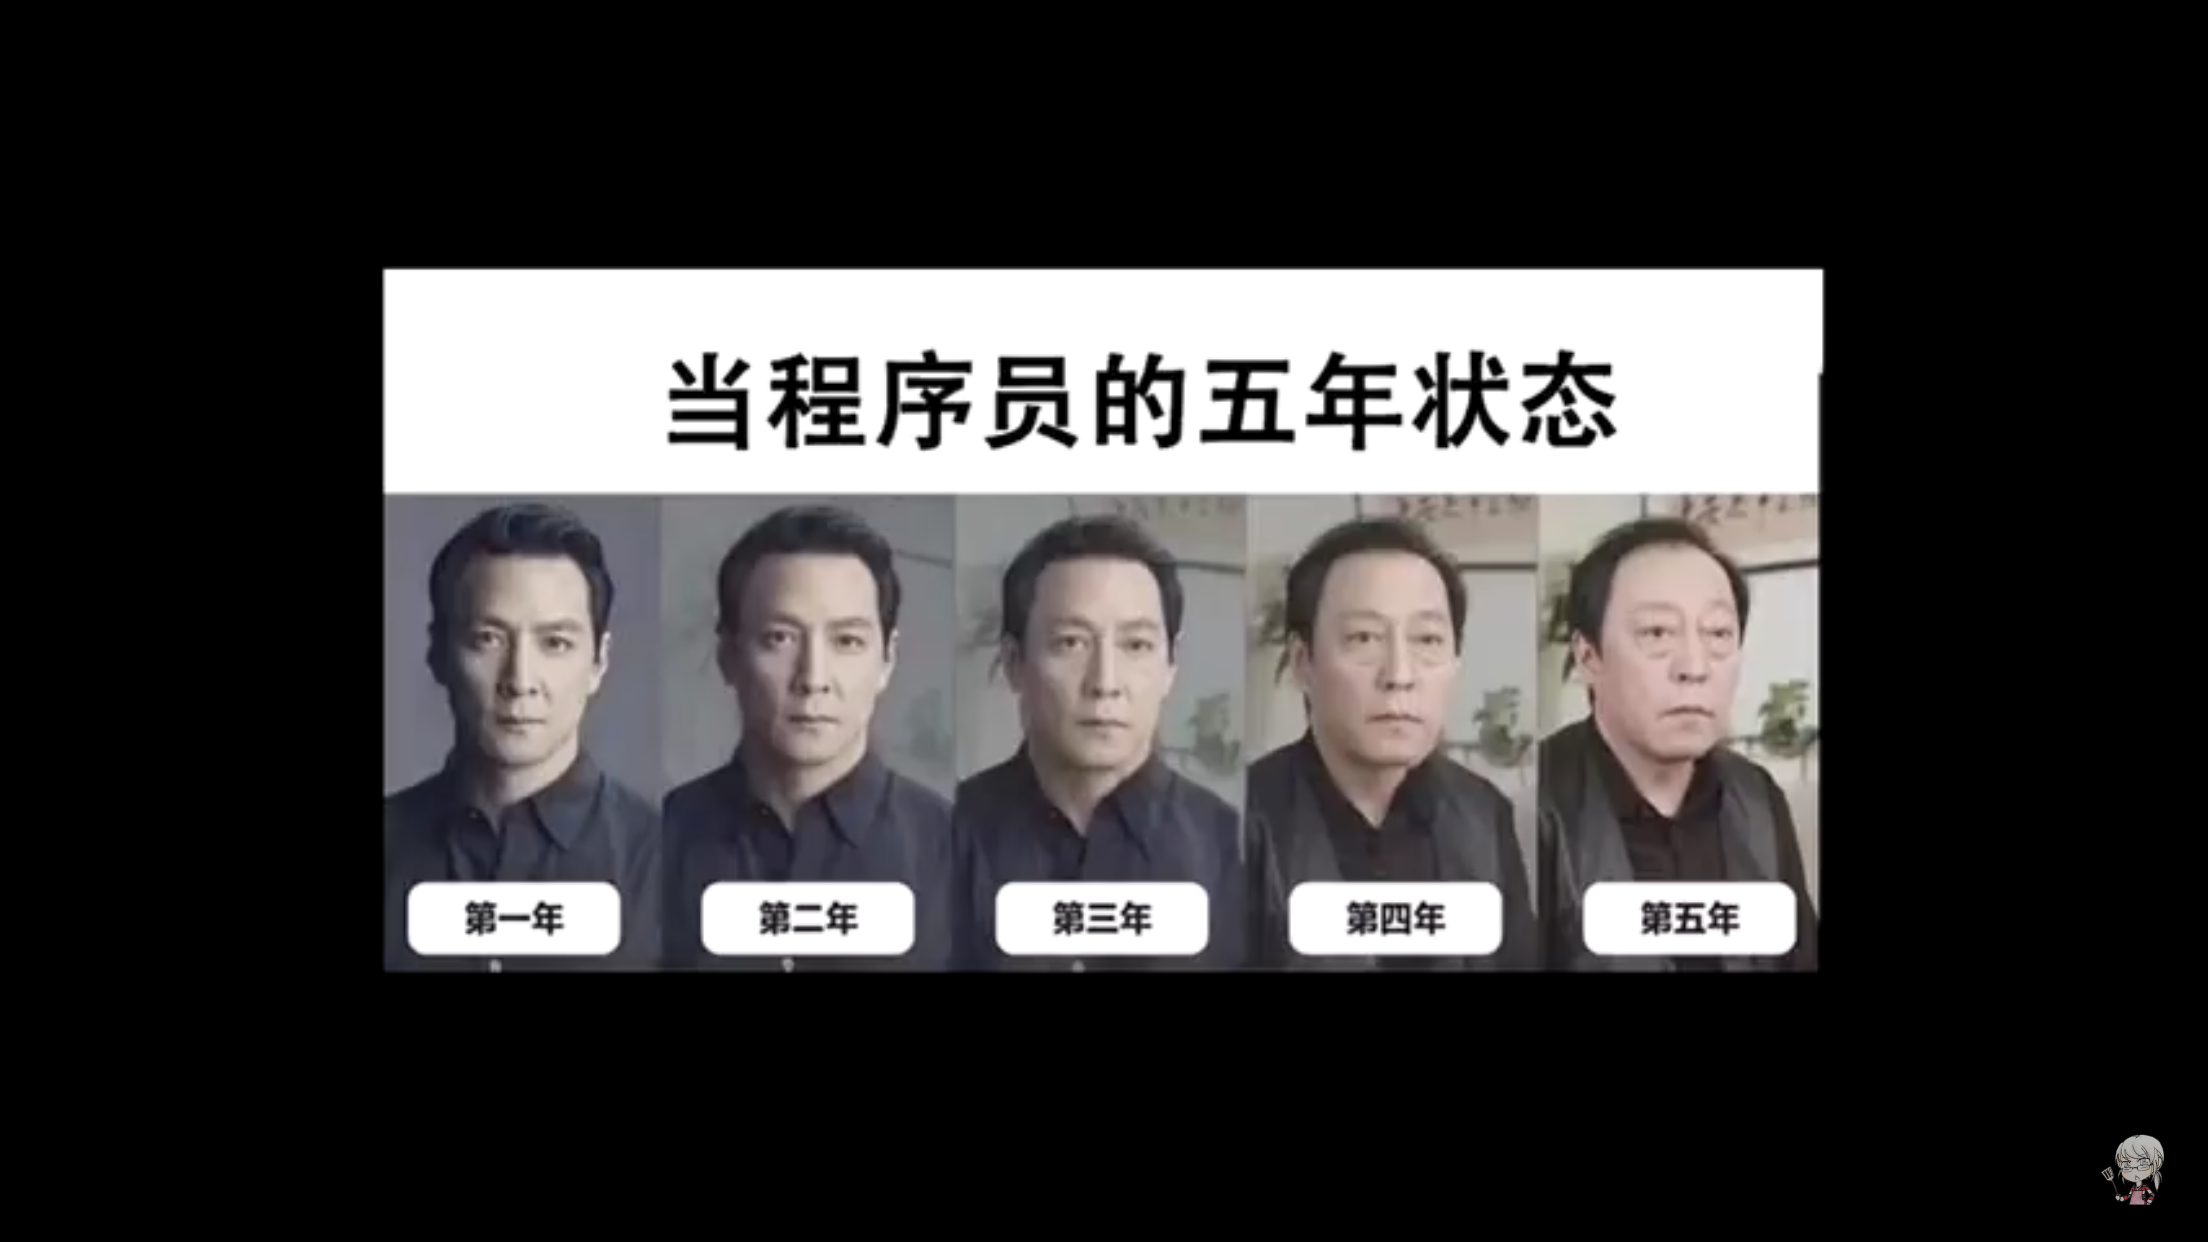 当程序员的五年状态
第一年
第二年
第三年
第四年
第五年